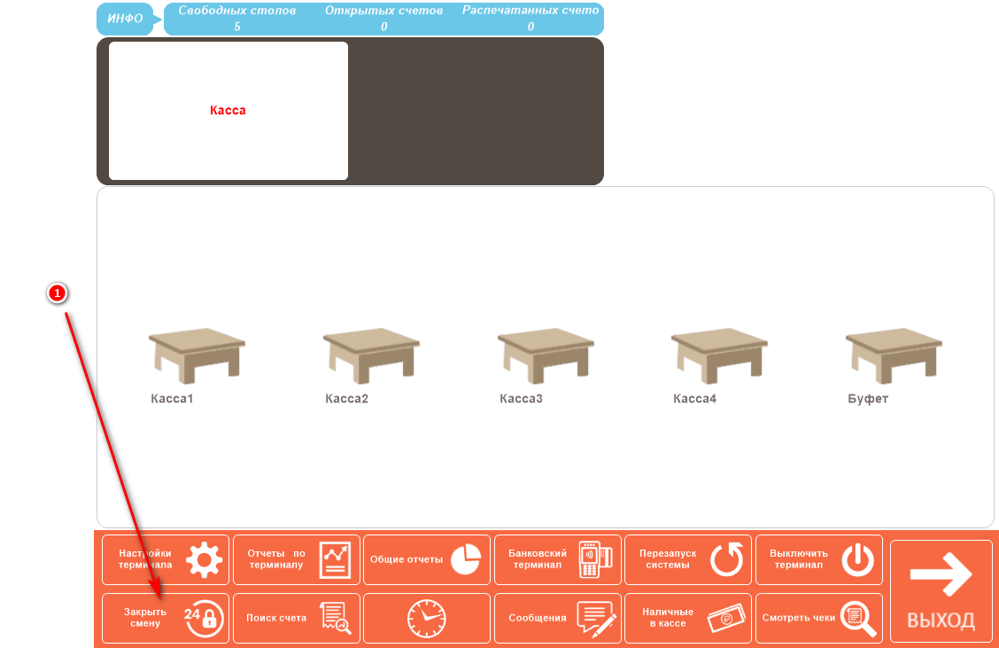 ИНФО
Свободных столов
5
Открытых счетов
0
Распечатанных счето
0
Касса
1
Касса1
Касса2
Касса3
Касса4
Буфет
Настройки
терминала
Отчеты по
терминалу
Общие отчеты
Банковский
терминал
Перезапуск
системы
Выключить
терминал
Закрыть
смену
24
Поиск счета
Сообщения
Наличные
в кассе
Смотреть чеки
ВЫХОД